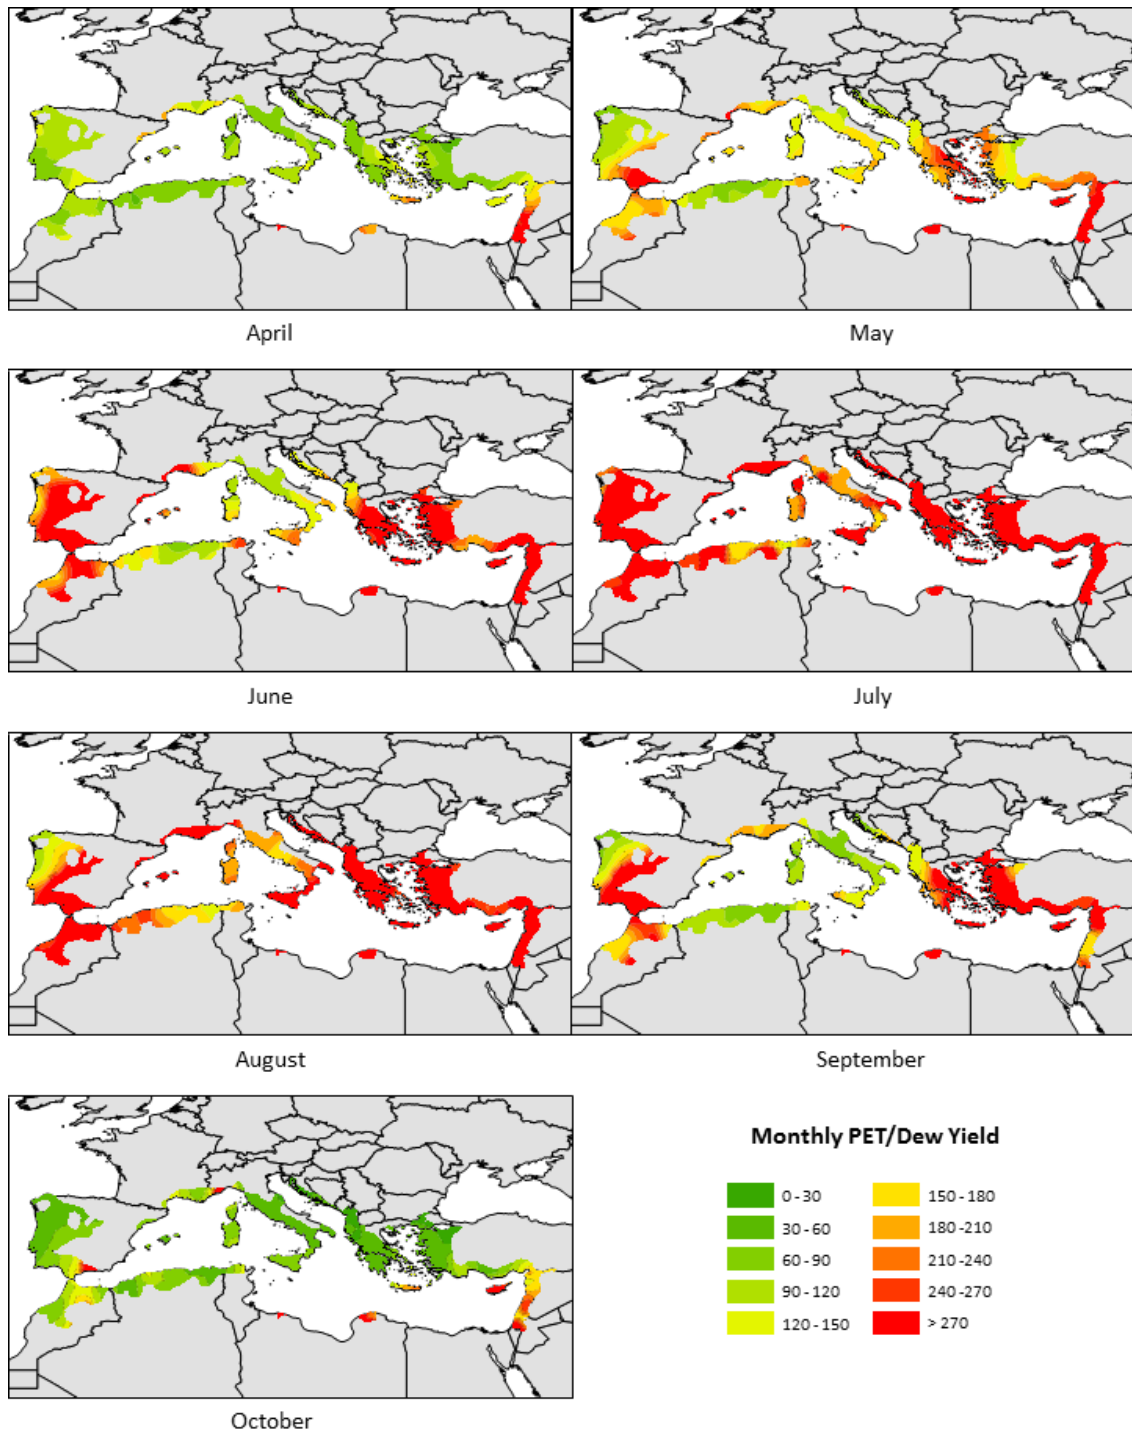 April
May
June
July
August
September
October
Monthly PET/Dew Yield
0 - 30
30 - 60
60 - 90
90 - 120
120 - 150
150 - 180
180 -210
210 -240
240 -270
> 270